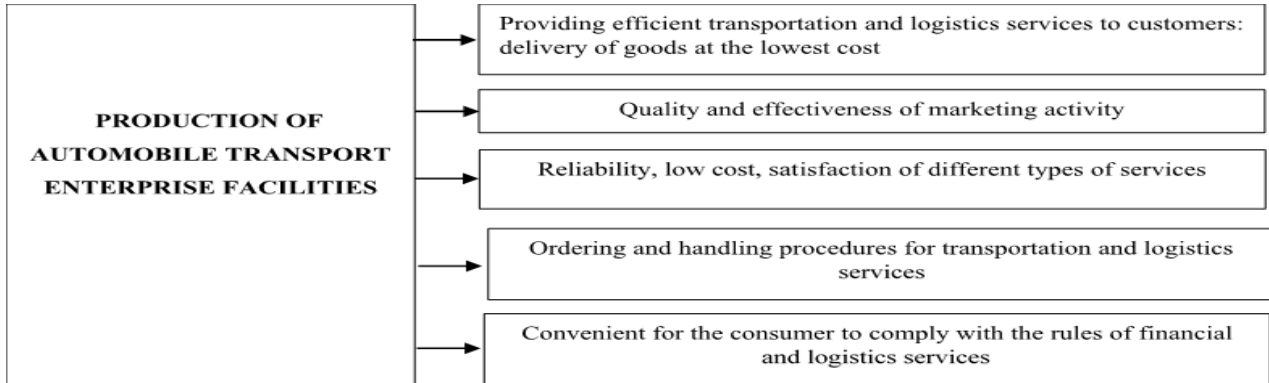 PRODUCTION OF
AUTOMOBILE TRANSPORT
ENTERPRISE FACILITIES
Providing efficient transportation and logistics services to customers:
delivery of goods at the lowest cost
Quality and effectiveness of marketing activity
Reliability, low cost, satisfaction of different types of services
Ordering and handling procedures for transportation and logistics
services
Convenient for the consumer to comply with the rules of financial
and logistics services